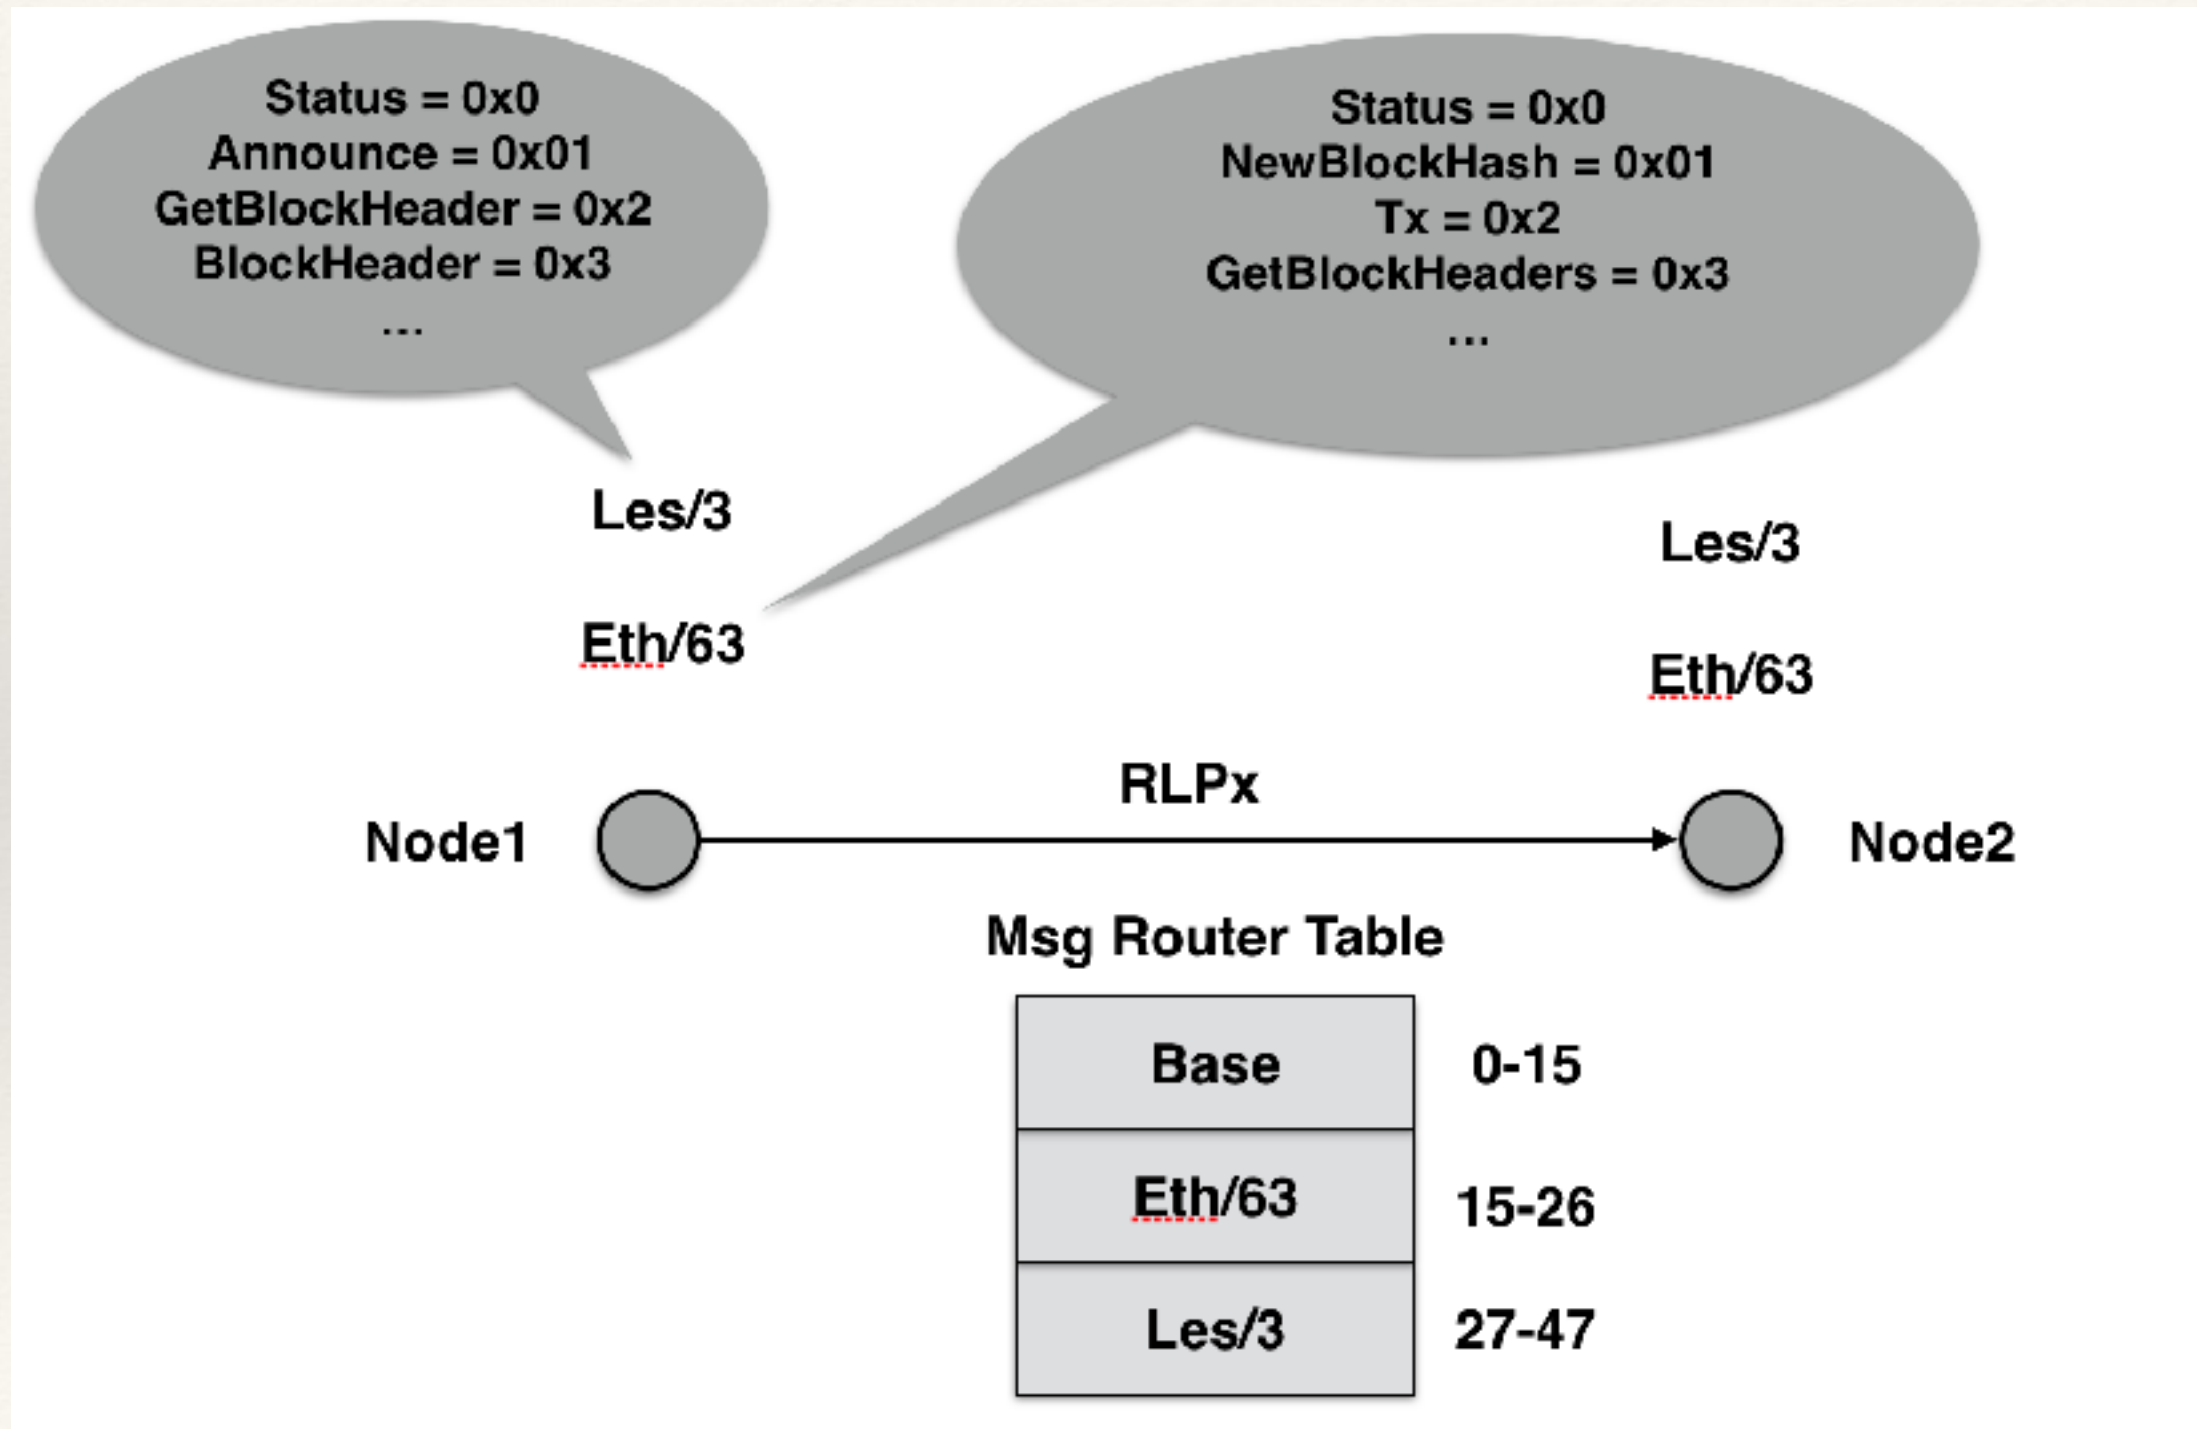 Status = 0x0
Announce = 0x01
GetBlockHeader = 0x2
BlockHeader = 0x3
...
Status = 0x0
NewBlockHash = 0x01
Tx = 0x2
GetBlockHeaders = 0x3
...
Les/3
Eth/63
Les/3
Eth/63
RLPx
Node1
Node2
Msg Router Table
Base 0-15
Eth/63 15-26
Les/3 27-47